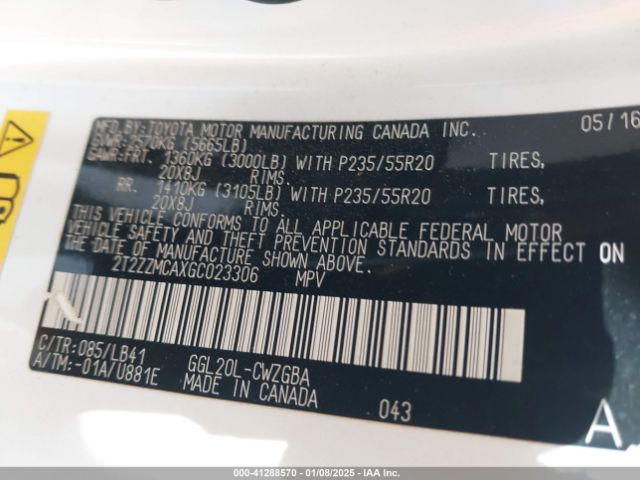 MFD. BY: TOYOTA MOTOR MANUFACTURING CANADA INC. 05/16
GVWR: 2570KG (5665LB)
GAWR: FRT. 1360KG (3000LB) WITH P235/55R20 TIRES,
20X8J RIMS.
RR. 1410KG (3105LB) WITH P235/55R20 TIRES,
20X8J RIMS.
THIS VEHICLE CONFORMS TO ALL APPLICABLE FEDERAL MOTOR
VEHICLE SAFETY AND THEFT PREVENTION STANDARDS IN EFFECT ON
THE DATE OF MANUFACTURE SHOWN ABOVE.
2T2ZZMCAXGC023306 MPV
C/TR: 085/LB41
A/TM: -01A/U881E
GGL20L-CWZGBA
MADE IN CANADA
043
A
000-41288570 - 01/08/2025 - IAA Inc.